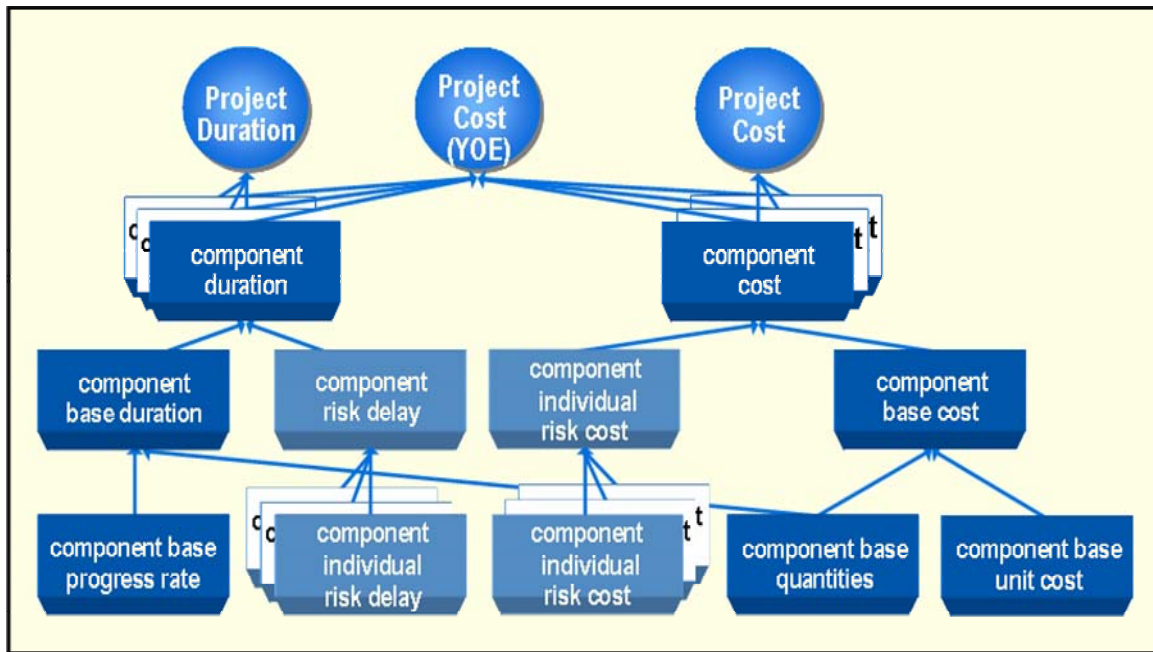 Project
Duration
Project
Cost
(YOE)
Project
Cost
c
c
t
t
component
duration
component
cost
component
base duration
component
risk delay
component
individual
risk cost
component
base cost
c
c
t
t
component base
progress rate
component
individual
risk delay
component
individual
risk cost
component base
quantities
component base
unit cost